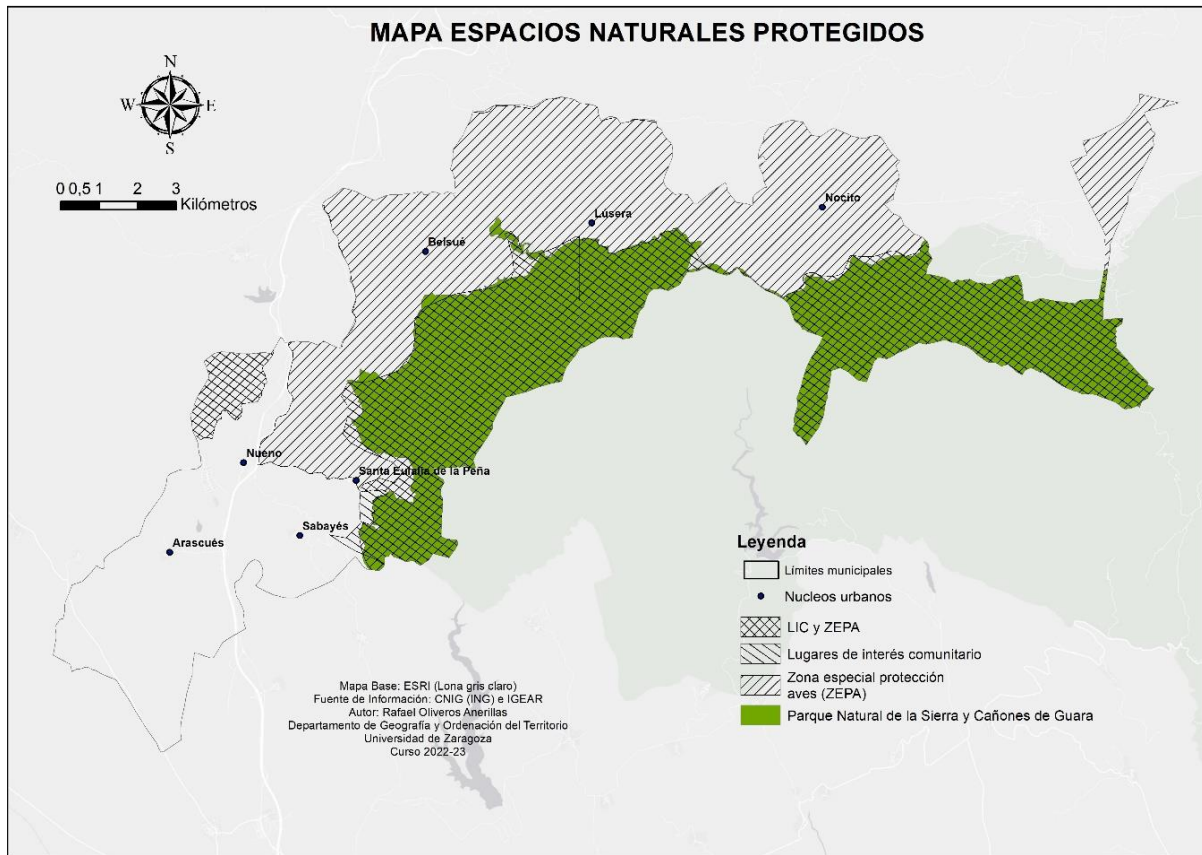 MAPA ESPACIOS NATURALES PROTEGIDOS
N
W
E
S
0 0,5 1 2 3
Kilómetros
Nocito
Lúsera
Belsué
Nueno
Santa Eulalia de la Peña
Sabayés
Arascués
Leyenda
Límites municipales
Nucleos urbanos
LIC y ZEPA
Lugares de interés comunitario
Zona especial protección
aves (ZEPA)
Parque Natural de la Sierra y Cañones de Guara
Mapa Base: ESRI (Lona gris claro)
Fuente de Información: CNIG (ING) e IGEAR
Autor: Rafael Oliveros Anerillas
Departamento de Geografía y Ordenación del Territorio
Universidad de Zaragoza
Curso 2022-23